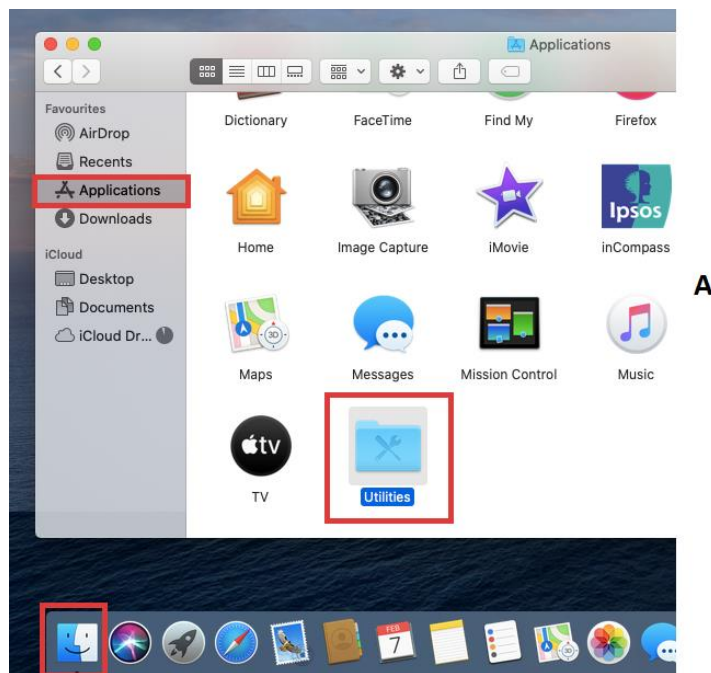 Applications
Favourites
AirDrop
Recents
Applications
Downloads
iCloud
Desktop
Documents
iCloud Dr...
Dictionary
FaceTime
Find My
Firefox
Ipsos
Home
Image Capture
iMovie
inCompass
3D
Maps
Messages
Mission Control
Music
tv
TV
Utilities
A
FEB
7